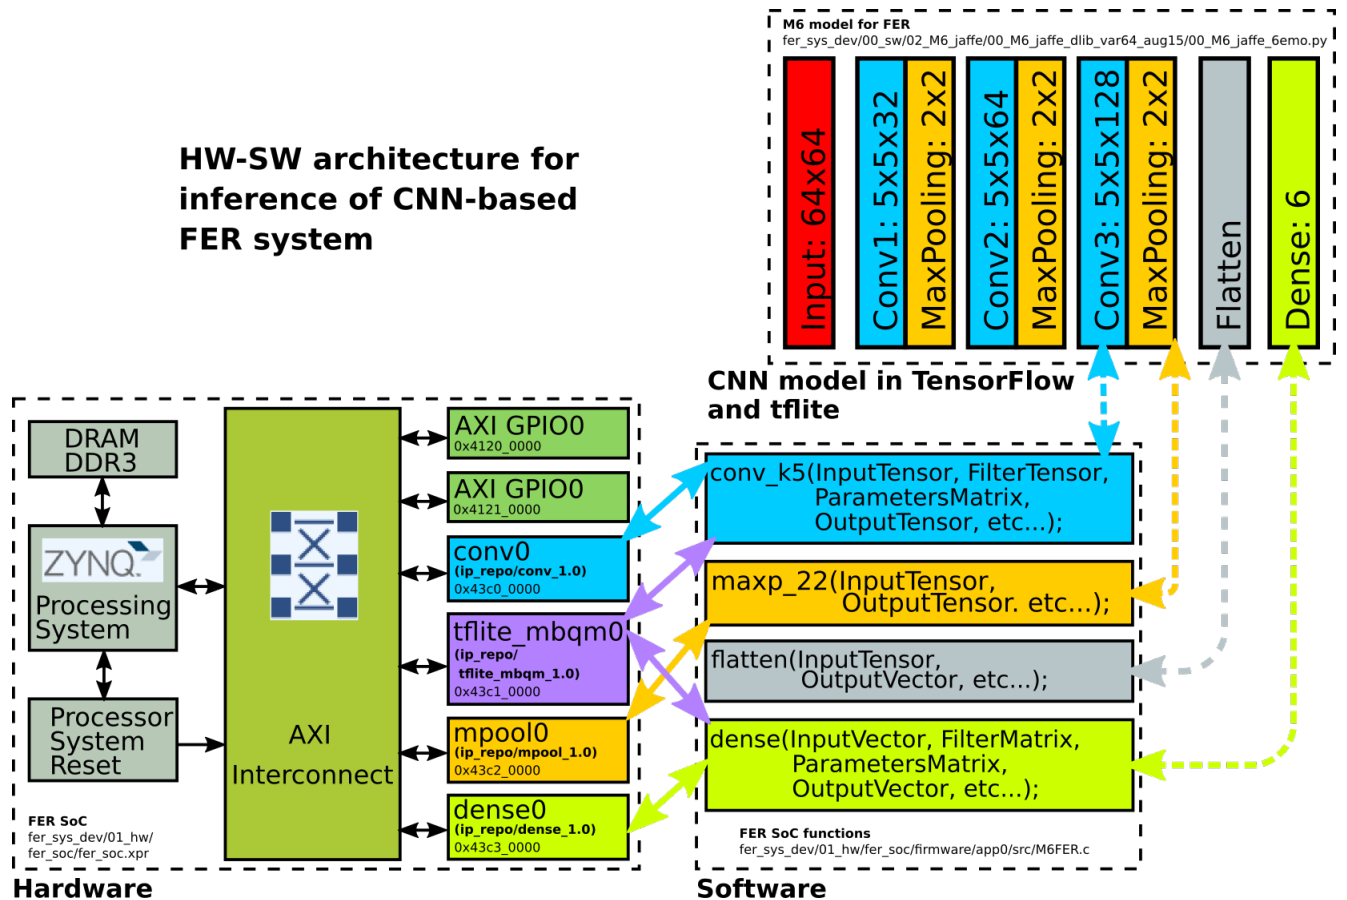 M6 model for FER
fer_sys_dev/00_sw/02_M6_jaffe/00_M6_jaffe_dlib_var64_aug15/00_M6_jaffe_6emo.py
Input: 64x64
Conv1: 5x5x32
MaxPooling: 2x2
Conv2: 5x5x64
MaxPooling: 2x2
Conv3: 5x5x128
MaxPooling: 2x2
Flatten
Dense: 6
HW-SW architecture for
inference of CNN-based
FER system
CNN model in TensorFlow
and tflite
DRAM
DDR3
ZYNQ
Processing
System
Processor
System
Reset
FER SoC
fer_sys_dev/01_hw/
fer_soc/fer_soc.xpr
AXI
Interconnect
AXI GPIO0
0x4120_0000
AXI GPIO0
0x4121_0000
conv0
(ip_repo/conv_1.0)
0x43c0_0000
tflite_mbqm0
(ip_repo/
tflite_mbqm_1.0)
0x43c1_0000
mpool0
(ip_repo/mpool_1.0)
0x43c2_0000
dense0
(ip_repo/dense_1.0)
0x43c3_0000
Hardware
conv_k5(InputTensor, FilterTensor,
ParametersMatrix,
OutputTensor, etc...);
maxp_22(InputTensor,
OutputTensor. etc...);
flatten(InputTensor,
OutputVector, etc...);
dense(InputVector, FilterMatrix,
ParametersMatrix,
OutputVector, etc...);
FER SoC functions
fer_sys_dev/01_hw/fer_soc/firmware/app0/src/M6FER.c
Software